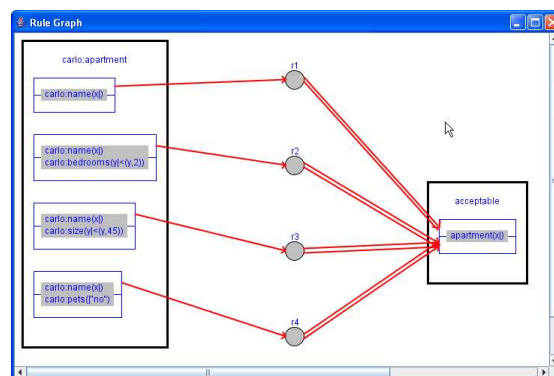 Rule Graph
carlo:apartment
carlo:name(x|)
carlo:name(x|)
carlo:bedrooms(y|<(y,2))
carlo:name(x|)
carlo:size(y|<(y,45))
carlo:name(x|)
carlo:pets(["no")
r1
r2
r3
r4
acceptable
apartment(x|)